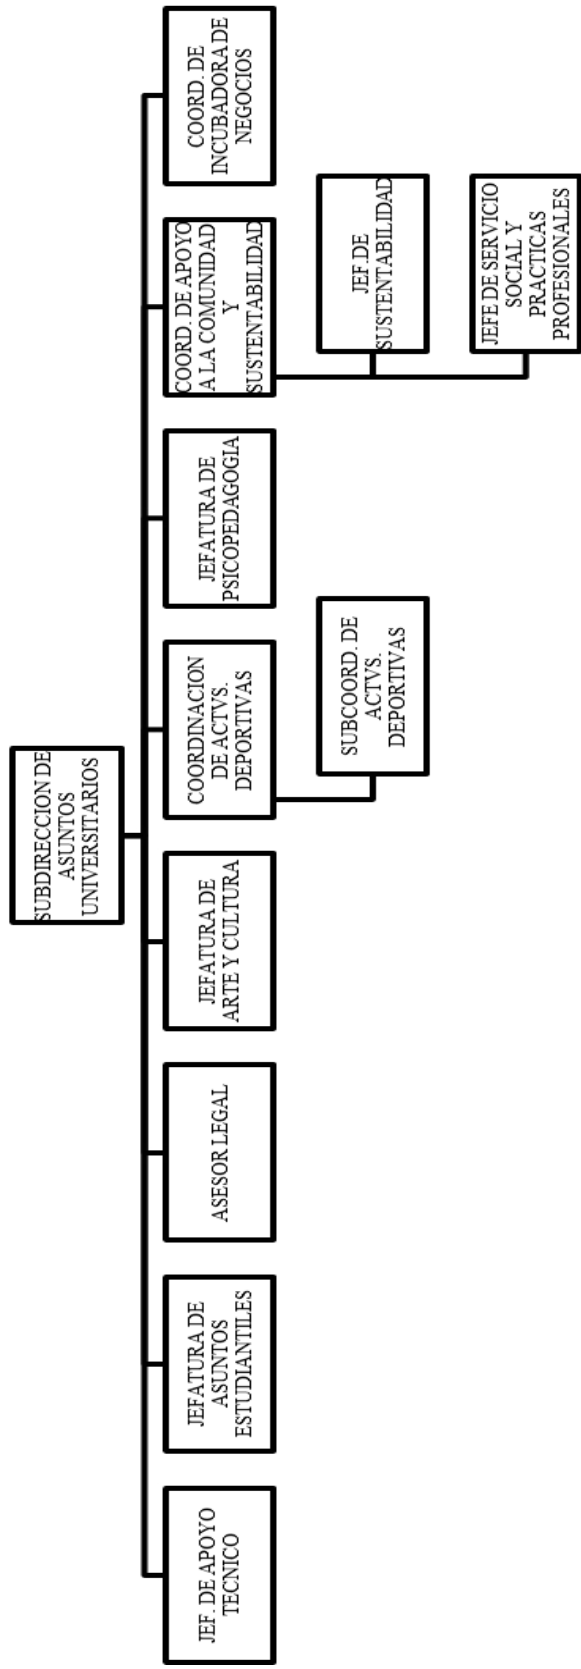 SUBDIRECCION DE
ASUNTOS
UNIVERSITARIOS
JEF. DE APOYO
TECNICO
JEFATURA DE
ASUNTOS
ESTUDIANTILES
ASESOR LEGAL
JEFATURA DE
ARTE Y CULTURA
COORDINACION
DE ACTVS.
DEPORTIVAS
JEFATURA DE
PSICOPEDAGOGIA
COORD. DE APOYO
A LA COMUNIDAD
Y
SUSTENTABILIDAD
COORD. DE
INCUBADORA DE
NEGOCIOS
SUBCOORD. DE
ACTVS.
DEPORTIVAS
JEF.DE
SUSTENTABILIDAD
JEFE DE SERVICIO
SOCIAL Y
PRACTICAS
PROFESIONALES